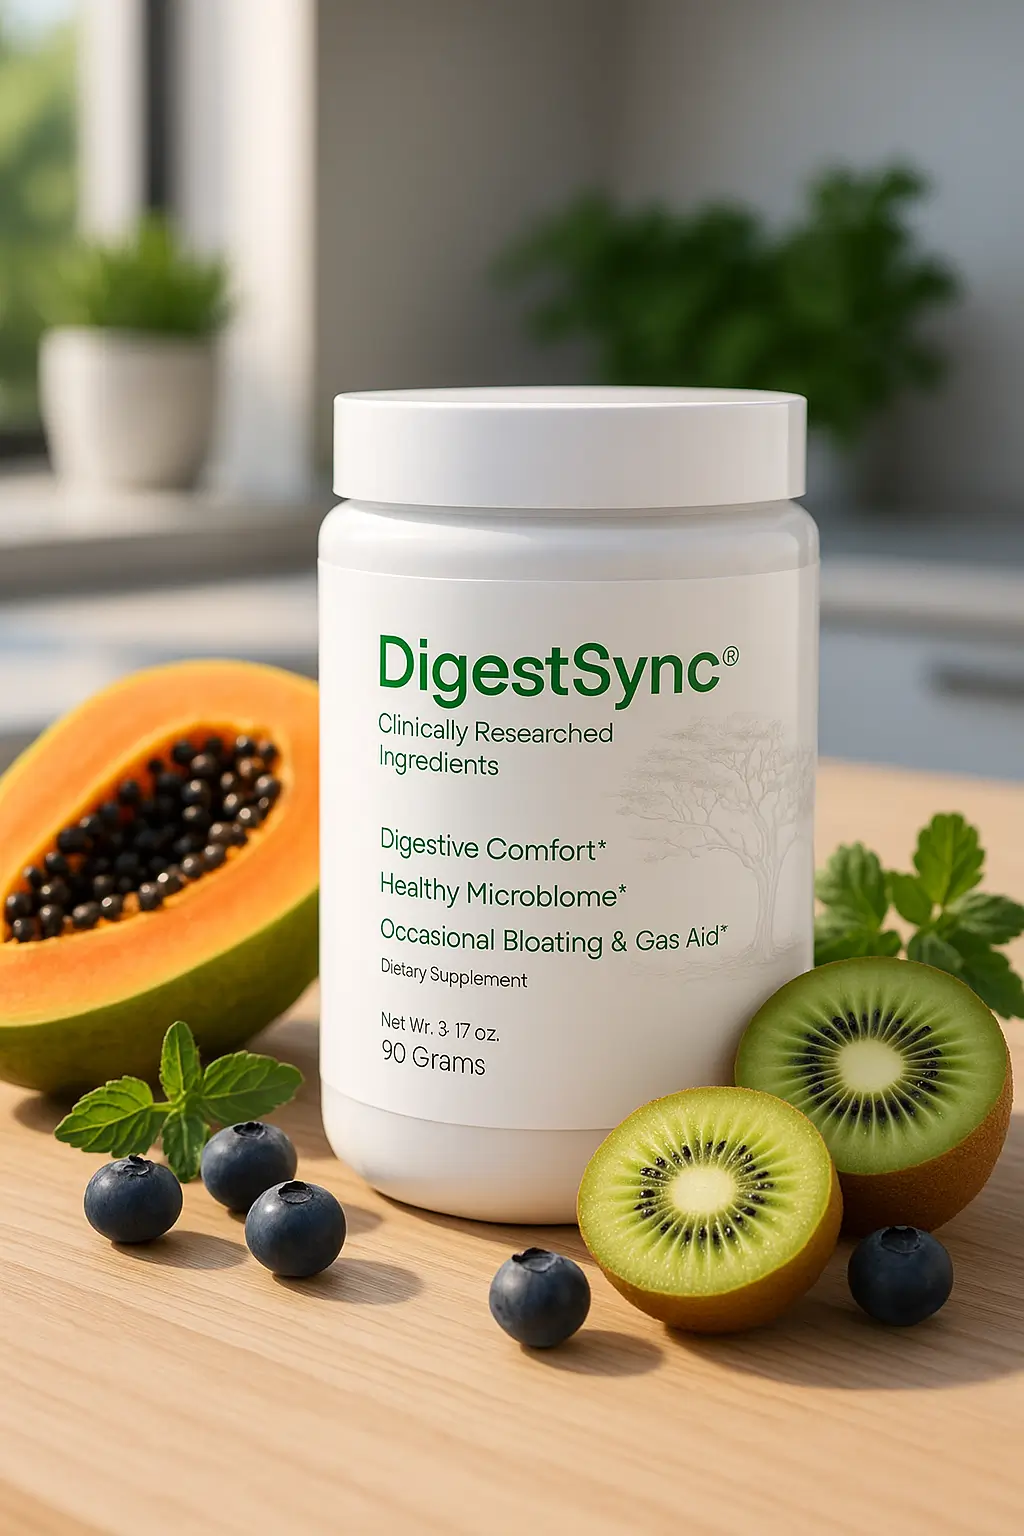 DigestSync®
Clinically Researched
Ingredients
Digestive Comfort*
Healthy Microblome*
Occasional Bloating & Gas Aid*
Dietary Supplement
Net Wr. 3· 17 oz.
90 Grams